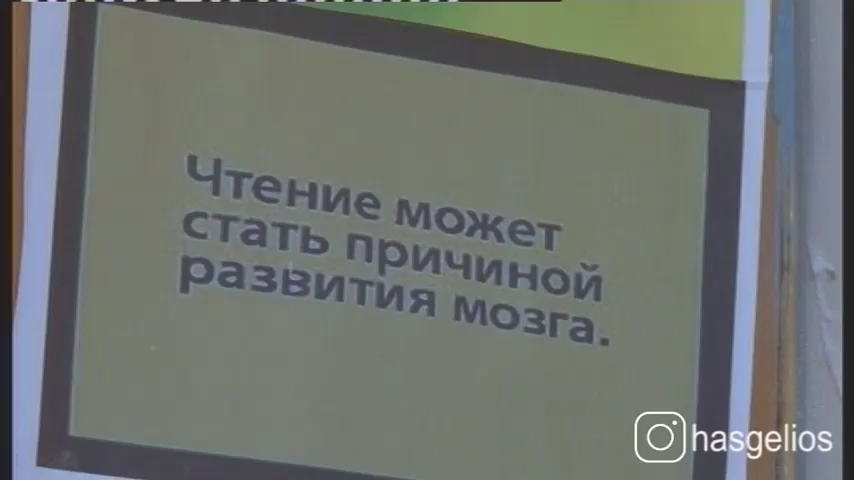 Чтение может
стать причиной
развития мозга.
hasgelios